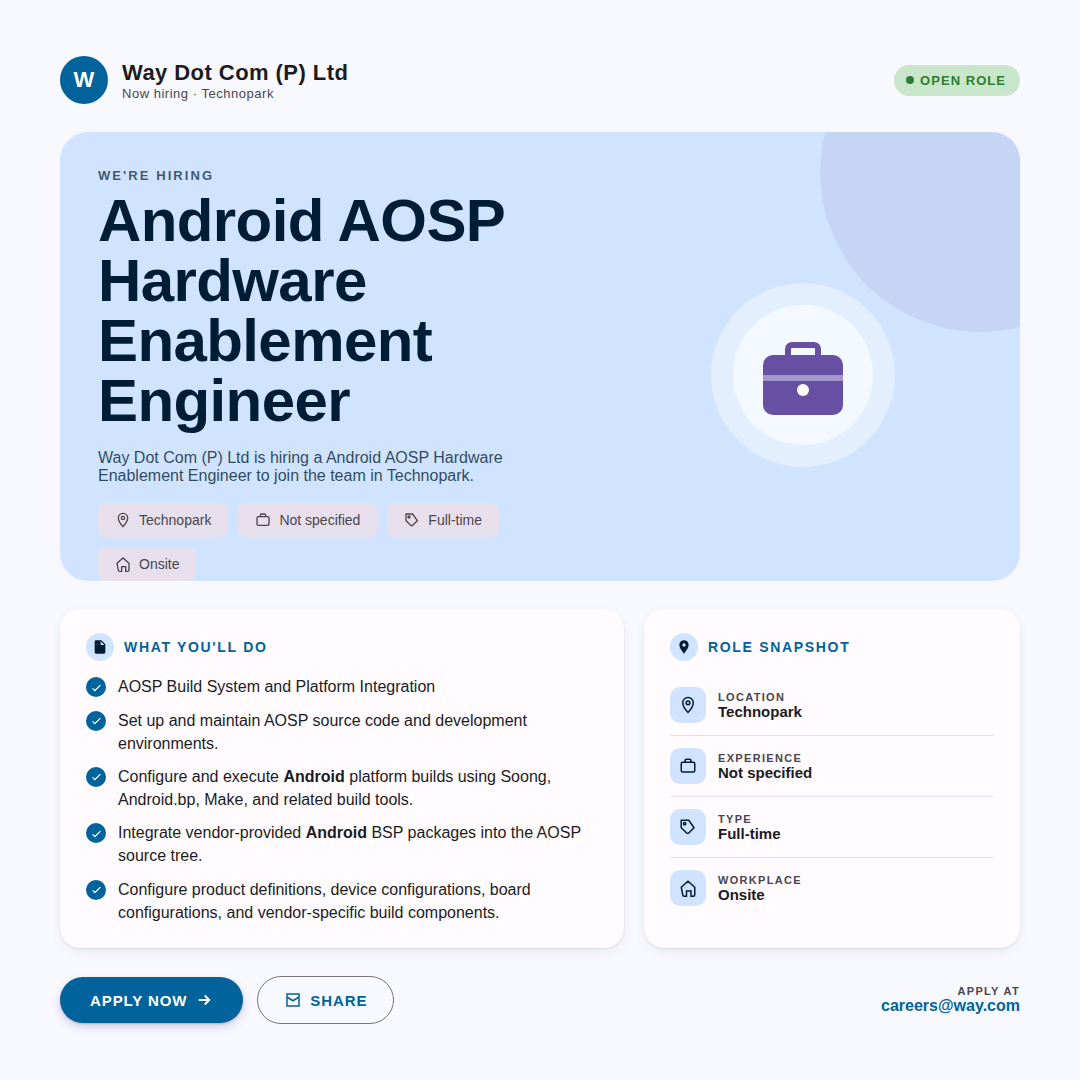 W
Way Dot Com (P) Ltd
Now hiring · Technopark
OPEN ROLE
WE'RE HIRING
Android AOSP
Hardware
Enablement
Engineer
Way Dot Com (P) Ltd is hiring a Android AOSP Hardware
Enablement Engineer to join the team in Technopark.
Technopark
Not specified
Full-time
Onsite
WHAT YOU'LL DO
AOSP Build System and Platform Integration
Set up and maintain AOSP source code and development
environments.
Configure and execute Android platform builds using Soong,
Android.bp, Make, and related build tools.
Integrate vendor-provided Android BSP packages into the AOSP
source tree.
Configure product definitions, device configurations, board
configurations, and vendor-specific build components.
ROLE SNAPSHOT
LOCATION
Technopark
EXPERIENCE
Not specified
TYPE
Full-time
WORKPLACE
Onsite
APPLY NOW
SHARE
APPLY AT
careers@way.com